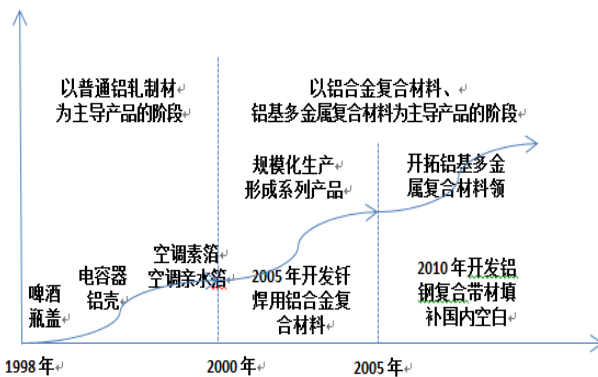 以普通铝轧制材
为主导产品的阶段
以铝合金复合材料、
铝基多金属复合材料为主导产品的阶段
规模化生产
形成系列产品
开拓铝基多金
属复合材料领
空调素箔
空调亲水箔
电容器
铝壳
啤酒
瓶盖
2005年开发钎
焊用铝合金复
合材料
2010年开发铝
钢复合带材填
补国内空白
1998年
2000年
2005年